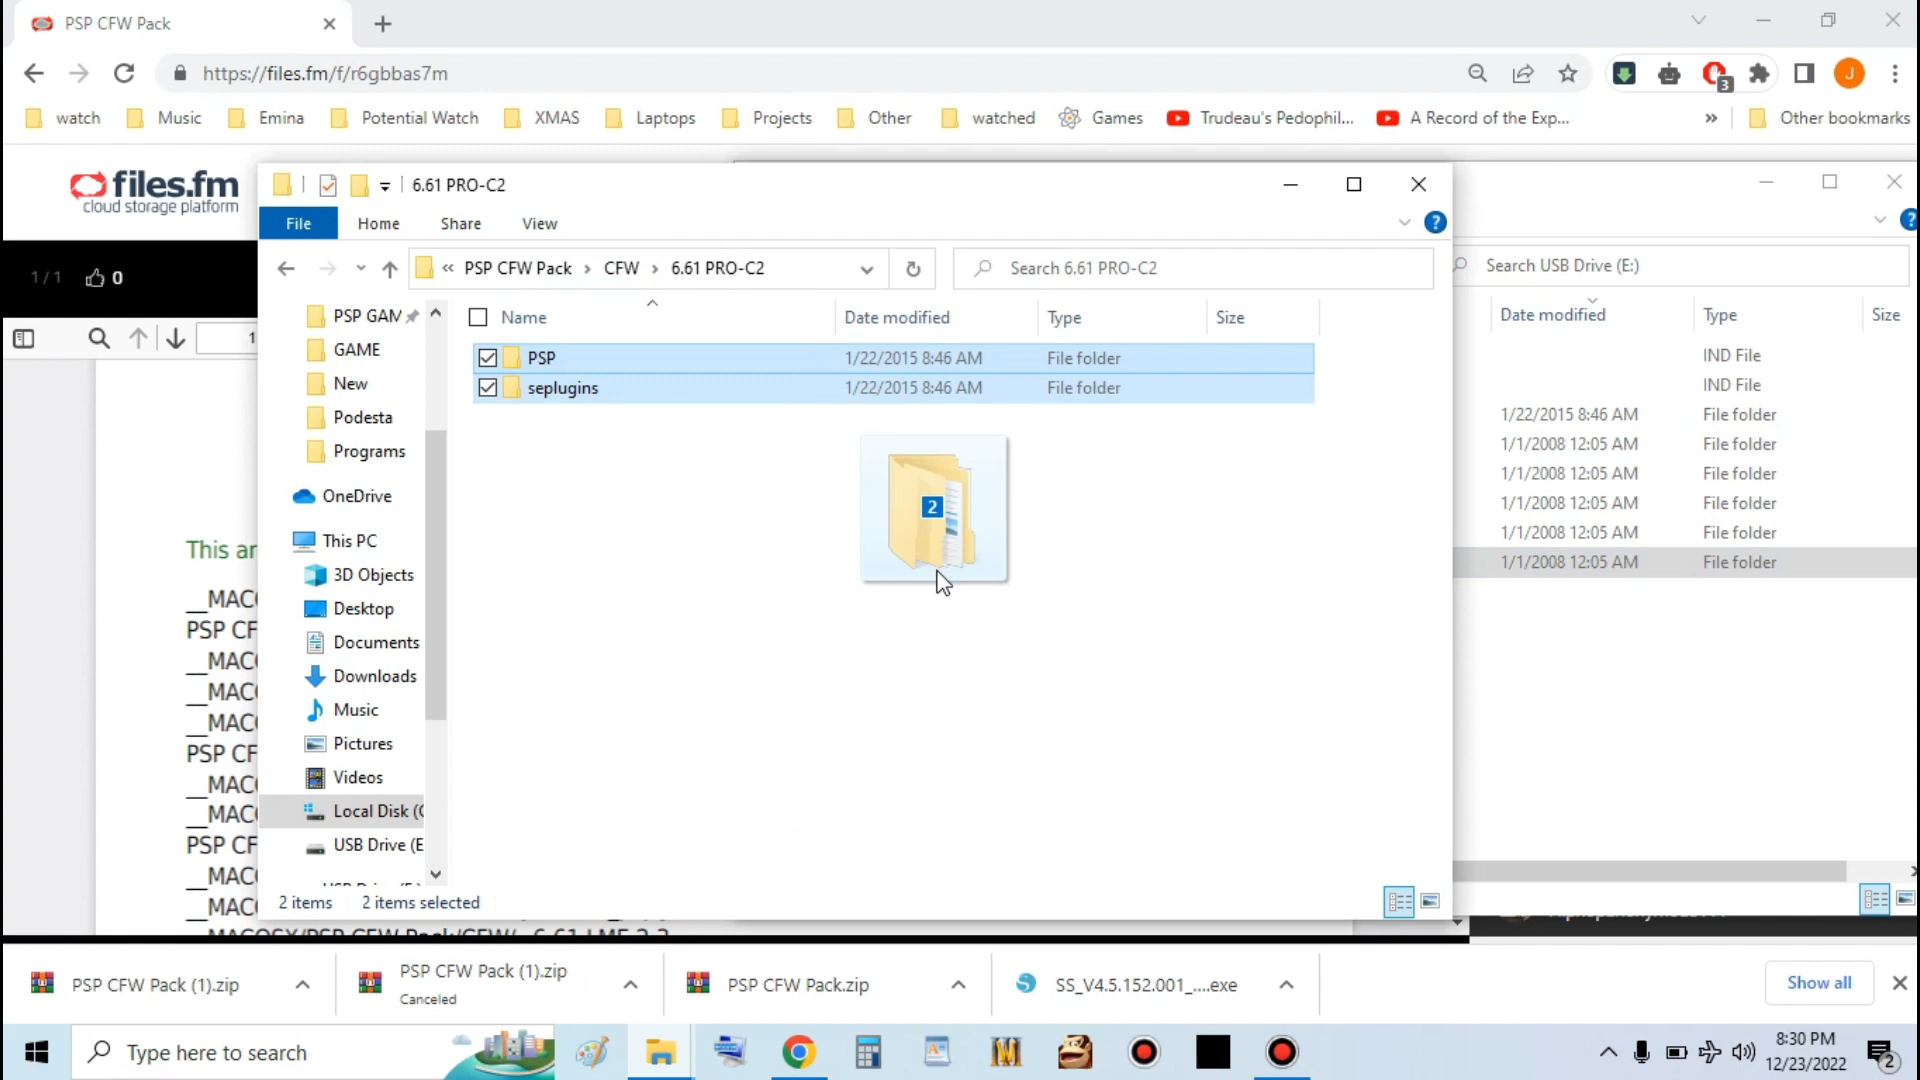 PSP CFW Pack
https://files.fm/f/r6gbbas7m
3
J
watch
Music
Emina
Potential Watch
XMAS
Laptops
Projects
Other
watched
Games
Trudeau's Pedophil...
A Record of the Exp...
»
Other bookmarks
files.fm
cloud storage platform
1 / 1
0
1
This ar
__MAC
PSP CF
__MAC
__MAC
__MAC
PSP CF
__MAC
__MAC
PSP CF
__MAC
__MAC
6.61 PRO-C2
File
Home
Share
View
?
« PSP CFW Pack > CFW > 6.61 PRO-C2
Search 6.61 PRO-C2
PSP GAM
GAME
New
Podesta
Programs
OneDrive
This PC
3D Objects
Desktop
Documents
Downloads
Music
Pictures
Videos
Local Disk (C
USB Drive (E
Name
Date modified
Type
Size
PSP
1/22/2015 8:46 AM
File folder
seplugins
1/22/2015 8:46 AM
File folder
2
2 items
2 items selected
?
Search USB Drive (E:)
Date modified
Type
Size
IND File
IND File
1/22/2015 8:46 AM File folder
1/1/2008 12:05 AM File folder
1/1/2008 12:05 AM File folder
1/1/2008 12:05 AM File folder
1/1/2008 12:05 AM File folder
1/1/2008 12:05 AM File folder
PSP CFW Pack (1).zip
PSP CFW Pack (1).zip
Canceled
PSP CFW Pack.zip
SS_V4.5.152.001_....exe
Show all
Type here to search
8:30 PM
12/23/2022
2